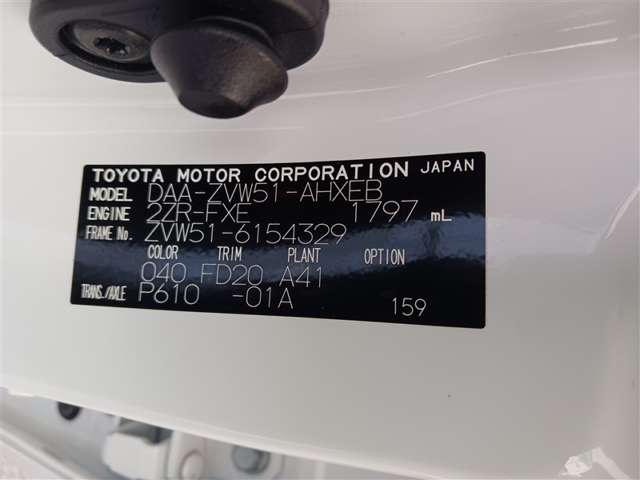 TOYOTA MOTOR CORPORATION JAPAN
MODEL DAA-ZVW51-AHXEB
ENGINE 2ZR-FXE 1797 mL
FRAME No. ZVW51-6154329
COLOR TRIM PLANT OPTION
040 FD20 A41
TRANS./AXLE P610 -01A
159